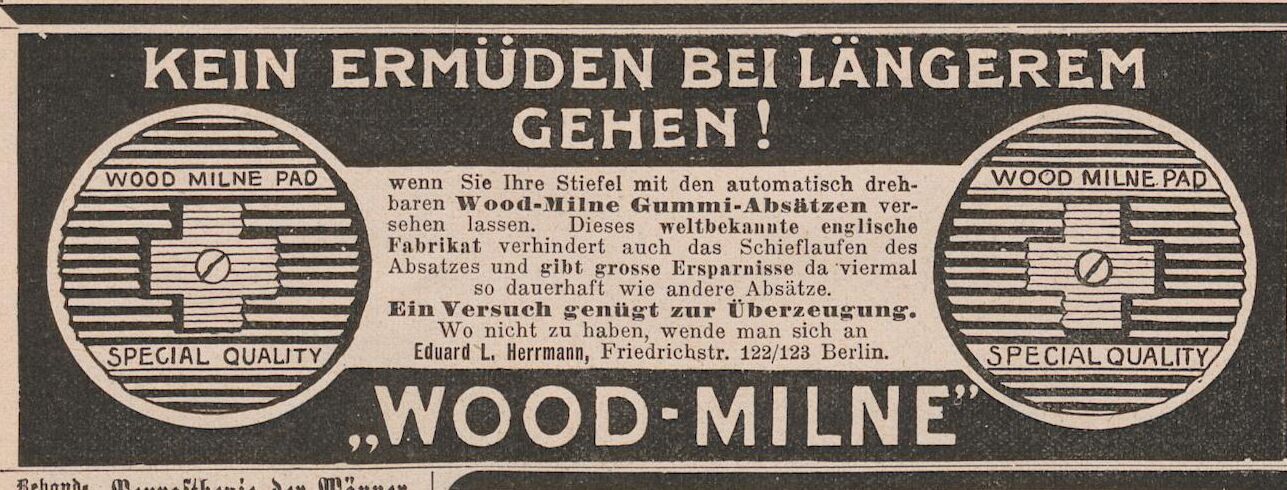 KEIN ERMÜDEN BEI LÄNGEREM
GEHEN!
WOOD MILNE PAD
SPECIAL QUALITY
wenn Sie Ihre Stiefel mit den automatisch dreh-
baren Wood-Milne Gummi-Absätzen ver-
sehen lassen. Dieses weltbekannte englische
Fabrikat verhindert auch das Schieflaufen des
Absatzes und gibt grosse Ersparnisse da viermal
so dauerhaft wie andere Absätze.
Ein Versuch genügt zur Überzeugung.
Wo nicht zu haben, wende man sich an
Eduard L. Herrmann, Friedrichstr. 122/123 Berlin.
WOOD MILNE PAD
SPECIAL QUALITY
„WOOD-MILNE”
der Männer